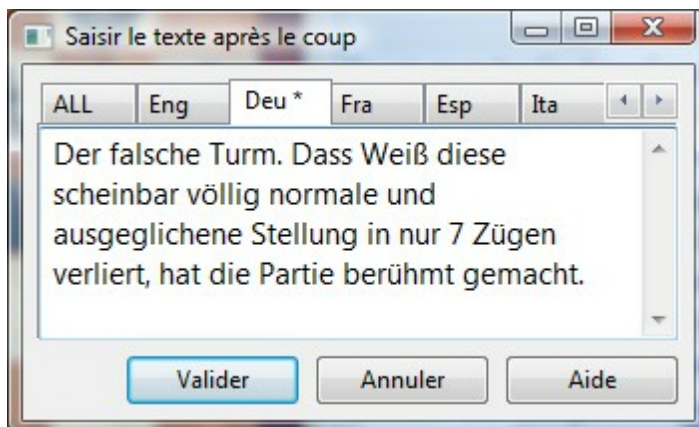 Saisir le texte après le coup
ALL Eng Deu * Fra Esp Ita
Der falsche Turm. Dass Weiß diese
scheinbar völlig normale und
ausgeglichene Stellung in nur 7 Zügen
verliert, hat die Partie berühmt gemacht.
Valider Annuler Aide